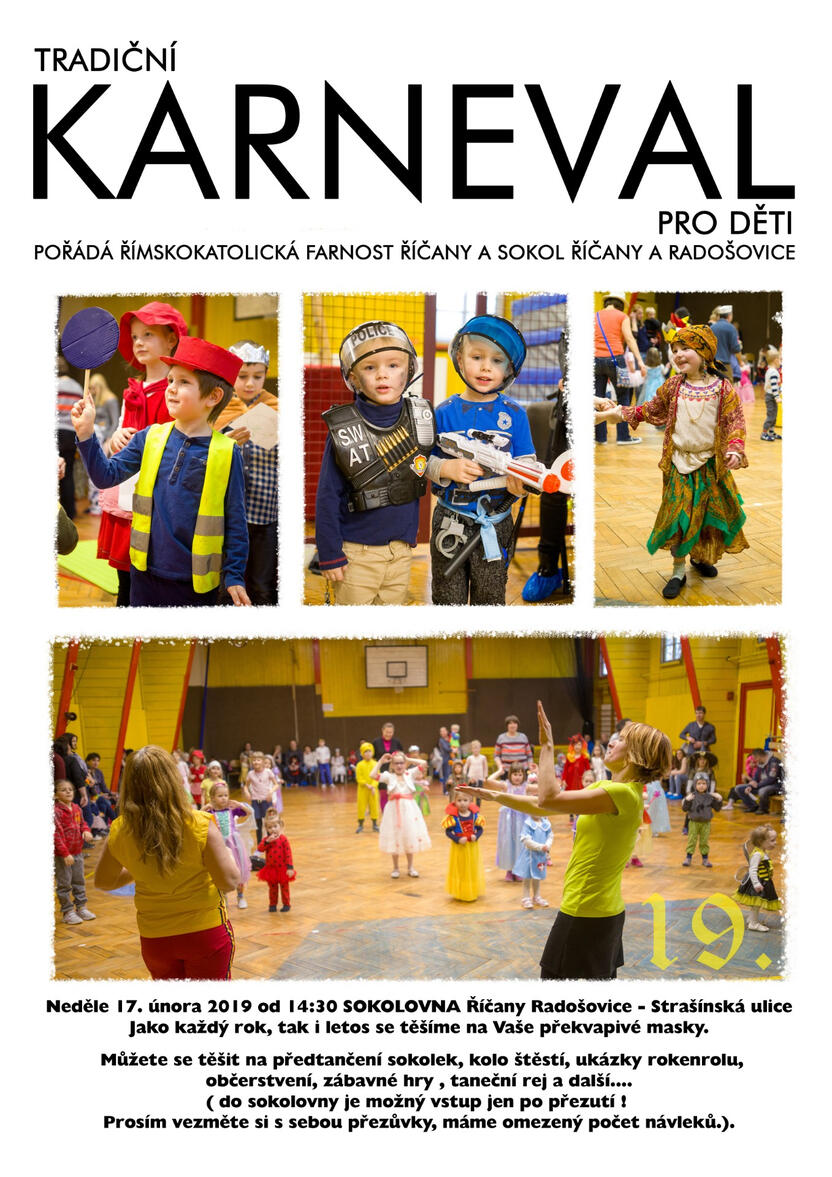 TRADIČNÍ
KARNEVAL
PRO DĚTI
POŘÁDÁ ŘÍMSKOKATOLICKÁ FARNOST ŘÍČANY A SOKOL ŘÍČANY A RADOŠOVICE
POLICE
SW
AT
19.
Neděle 17. února 2019 od 14:30 SOKOLOVNA Říčany Radošovice - Strašínská ulice
Jako každý rok, tak i letos se těšíme na Vaše překvapivé masky.
Můžete se těšit na předtančení sokolek, kolo štěstí, ukázky rokenrolu,
občerstvení, zábavné hry , taneční rej a další....
( do sokolovny je možný vstup jen po přezutí !
Prosím vezměte si s sebou přezůvky, máme omezený počet návleků.).